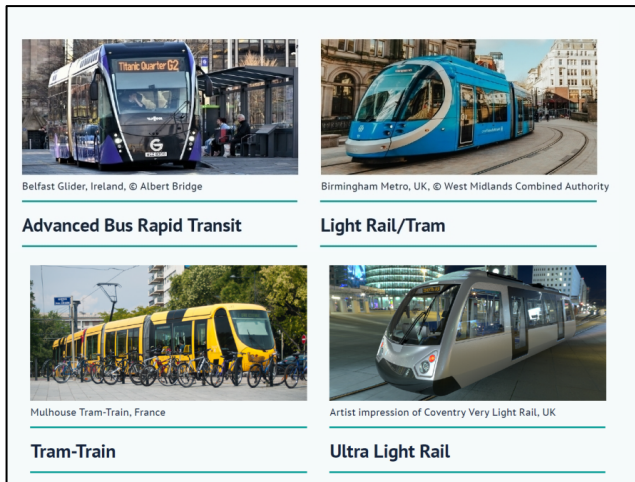 Titanic Quarter G2
G
Belfast Glider, Ireland, © Albert Bridge
Birmingham Metro, UK, © West Midlands Combined Authority
Advanced Bus Rapid Transit
Light Rail/Tram
Mulhouse Tram-Train, France
Artist impression of Coventry Very Light Rail, UK
Tram-Train
Ultra Light Rail